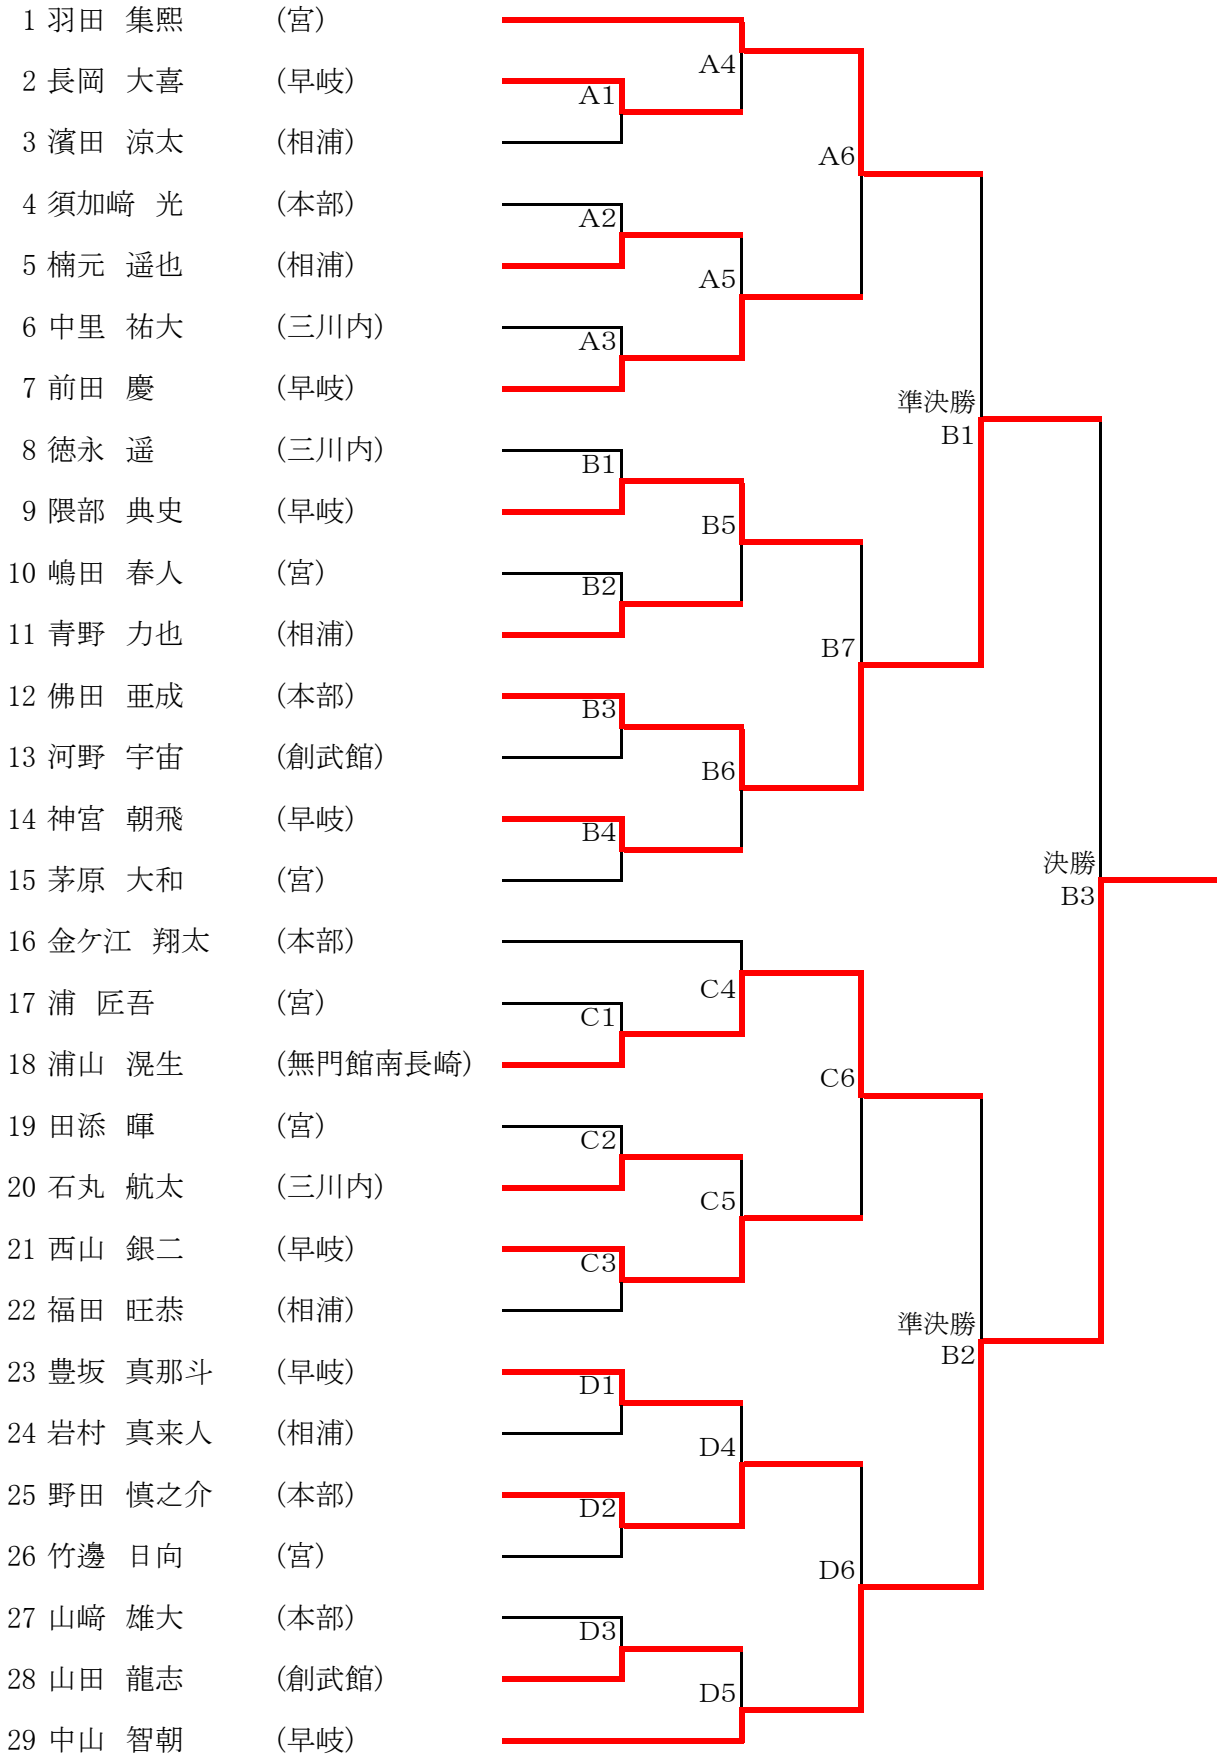 1 羽田 集熙 (宮)
A4
2 長岡 大喜 (早岐)
A1
3 濱田 涼太 (相浦)
A6
4 須加﨑 光 (本部)
A2
5 楠元 遥也 (相浦)
A5
6 中里 祐大 (三川内)
A3
7 前田 慶 (早岐)
準決勝
B1
8 徳永 遥 (三川内)
B1
9 隈部 典史 (早岐)
B5
10 嶋田 春人 (宮)
B2
11 青野 力也 (相浦)
B7
12 佛田 亜成 (本部)
B3
13 河野 宇宙 (創武館)
B6
14 神宮 朝飛 (早岐)
B4
15 茅原 大和 (宮)
決勝
B3
16 金ケ江 翔太 (本部)
C4
17 浦 匠吾 (宮)
C1
18 浦山 滉生 (無門館南長崎)
C6
19 田添 暉 (宮)
C2
20 石丸 航太 (三川内)
C5
21 西山 銀二 (早岐)
C3
22 福田 旺恭 (相浦)
準決勝
B2
23 豊坂 真那斗 (早岐)
D1
24 岩村 真来人 (相浦)
D4
25 野田 慎之介 (本部)
D2
26 竹邊 日向 (宮)
D6
27 山﨑 雄大 (本部)
D3
28 山田 龍志 (創武館)
D5
29 中山 智朝 (早岐)